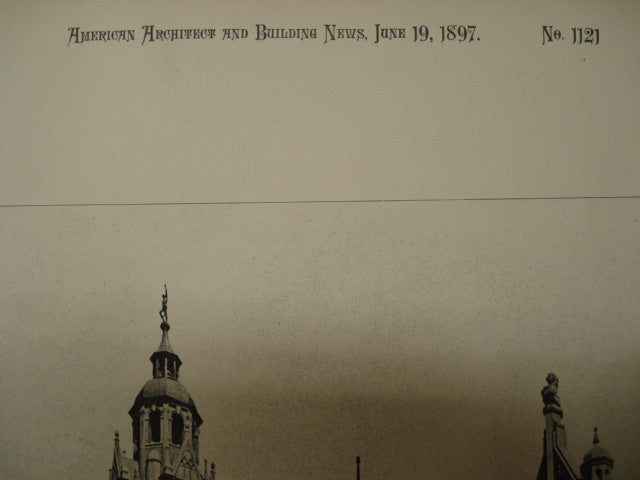 American Architect and Building News, June 19, 1897. No. 1121